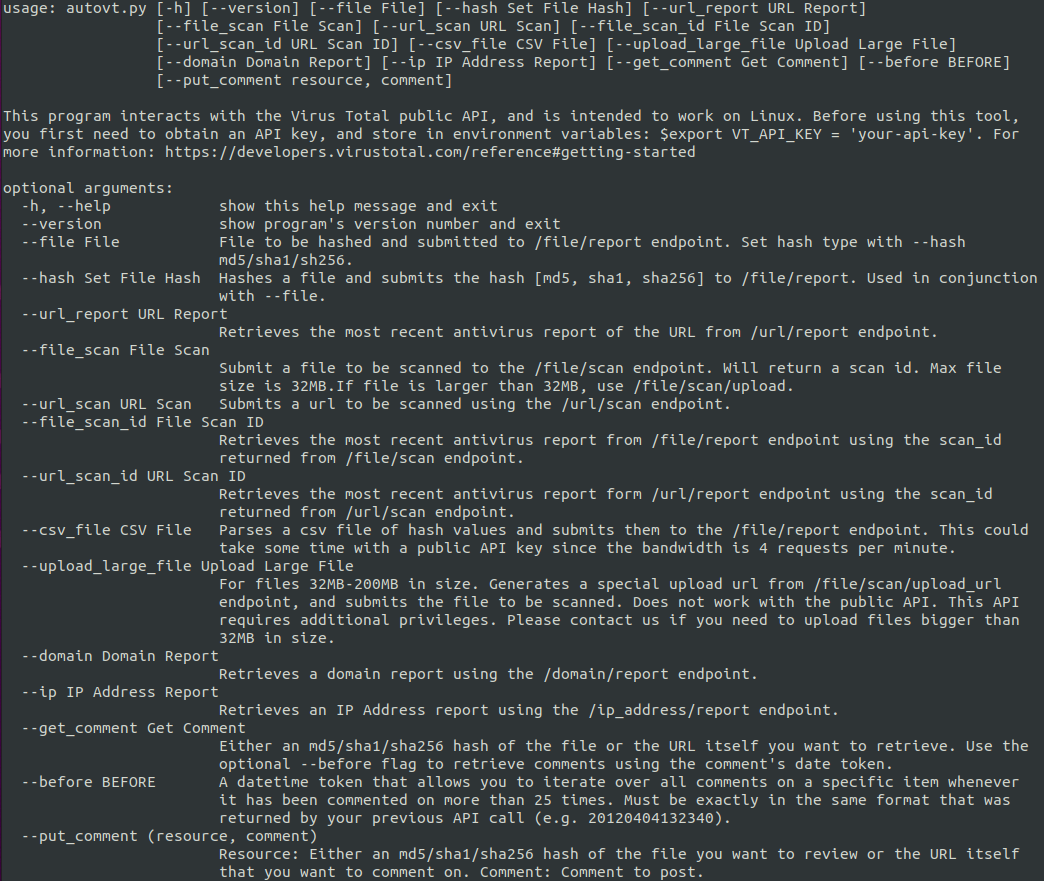 usage: autovt.py [-h] [--version] [--file File] [--hash Set File Hash] [--url_report URL Report]
[--file_scan File Scan] [--url_scan URL Scan] [--file_scan_id File Scan ID]
[--url_scan_id URL Scan ID] [--csv_file CSV File] [--upload_large_file Upload Large File]
[--domain Domain Report] [--ip IP Address Report] [--get_comment Get Comment] [--before BEFORE]
[--put_comment resource, comment]
This program interacts with the Virus Total public API, and is intended to work on Linux. Before using this tool,
you first need to obtain an API key, and store in environment variables: $export VT_API_KEY = 'your-api-key'. For
more information: https://developers.virustotal.com/reference#getting-started
optional arguments:
-h, --help show this help message and exit
--version show program's version number and exit
--file File File to be hashed and submitted to /file/report endpoint. Set hash type with --hash
md5/sha1/sh256.
--hash Set File Hash Hashes a file and submits the hash [md5, sha1, sha256] to /file/report. Used in conjunction
with --file.
--url_report URL Report
Retrieves the most recent antivirus report of the URL from /url/report endpoint.
--file_scan File Scan
Submit a file to be scanned to the /file/scan endpoint. Will return a scan id. Max file
size is 32MB.If file is larger than 32MB, use /file/scan/upload.
--url_scan URL Scan Submits a url to be scanned using the /url/scan endpoint.
--file_scan_id File Scan ID
Retrieves the most recent antivirus report from /file/report endpoint using the scan_id
returned from /file/scan endpoint.
--url_scan_id URL Scan ID
Retrieves the most recent antivirus report form /url/report endpoint using the scan_id
returned from /url/scan endpoint.
--csv_file CSV File Parses a csv file of hash values and submits them to the /file/report endpoint. This could
take some time with a public API key since the bandwidth is 4 requests per minute.
--upload_large_file Upload Large File
For files 32MB-200MB in size. Generates a special upload url from /file/scan/upload_url
endpoint, and submits the file to be scanned. Does not work with the public API. This API
requires additional privileges. Please contact us if you need to upload files bigger than
32MB in size.
--domain Domain Report
Retrieves a domain report using the /domain/report endpoint.
--ip IP Address Report
Retrieves an IP Address report using the /ip_address/report endpoint.
--get_comment Get Comment
Either an md5/sha1/sha256 hash of the file or the URL itself you want to retrieve. Use the
optional --before flag to retrieve comments using the comment's date token.
--before BEFORE A datetime token that allows you to iterate over all comments on a specific item whenever
it has been commented on more than 25 times. Must be exactly in the same format that was
returned by your previous API call (e.g. 20120404132340).
--put_comment (resource, comment)
Resource: Either an md5/sha1/sha256 hash of the file you want to review or the URL itself
that you want to comment on. Comment: Comment to post.